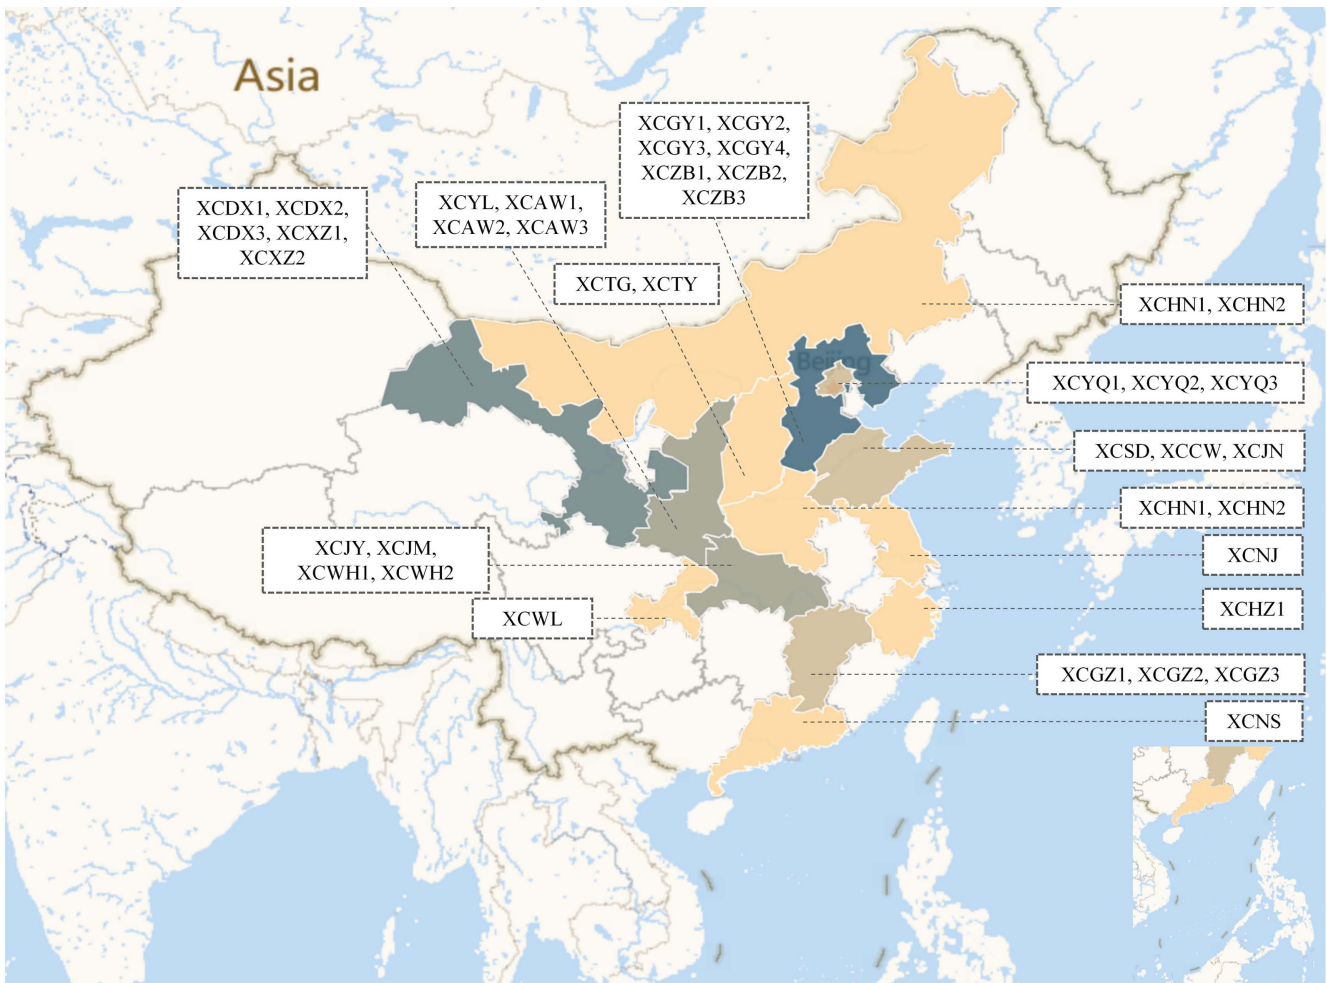 Asia
XCGY1, XCGY2,
XCGY3, XCGY4,
XCZB1, XCZB2,
XCZB3
XCDX1, XCDX2,
XCDX3, XCXZ1,
XCXZ2
XCYL, XCAW1,
XCAW2, XCAW3
XCTG, XCTY
XCHN1, XCHN2
Beijing
XCYQ1, XCYQ2, XCYQ3
XCSD, XCCW, XCJN
XCHN1, XCHN2
XCJY, XCJM,
XCWH1, XCWH2
XCNJ
XCHZ1
XCWL
XCGZ1, XCGZ2, XCGZ3
XCNS